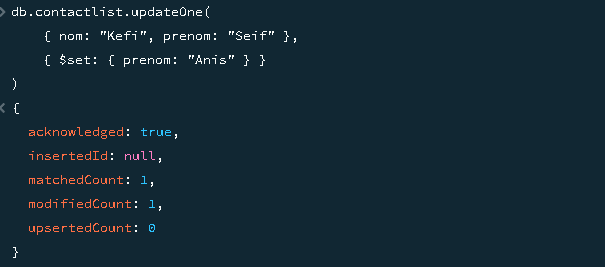 > db.contactlist.updateOne(
    { nom: "Kefi", prenom: "Seif" },
    { $set: { prenom: "Anis" } }
)
< {
  acknowledged: true,
  insertedId: null,
  matchedCount: 1,
  modifiedCount: 1,
  upsertedCount: 0
}